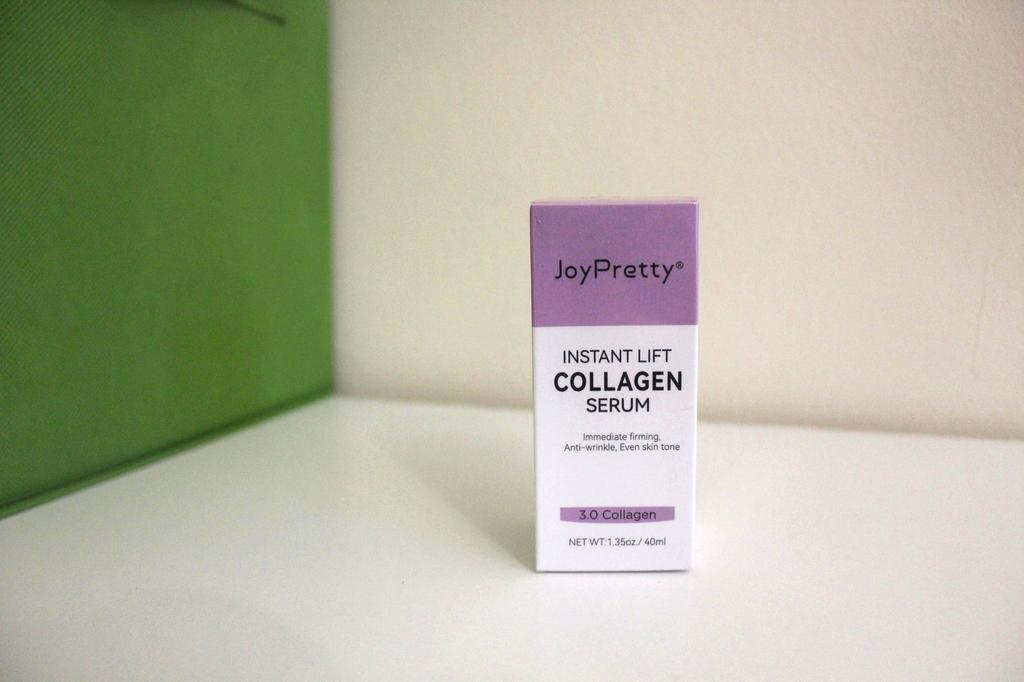 JoyPretty®
INSTANT LIFT
COLLAGEN
SERUM
Immediate firming,
Anti-wrinkle, Even skin tone
3.0 Collagen
NET WT:1.35oz./ 40ml